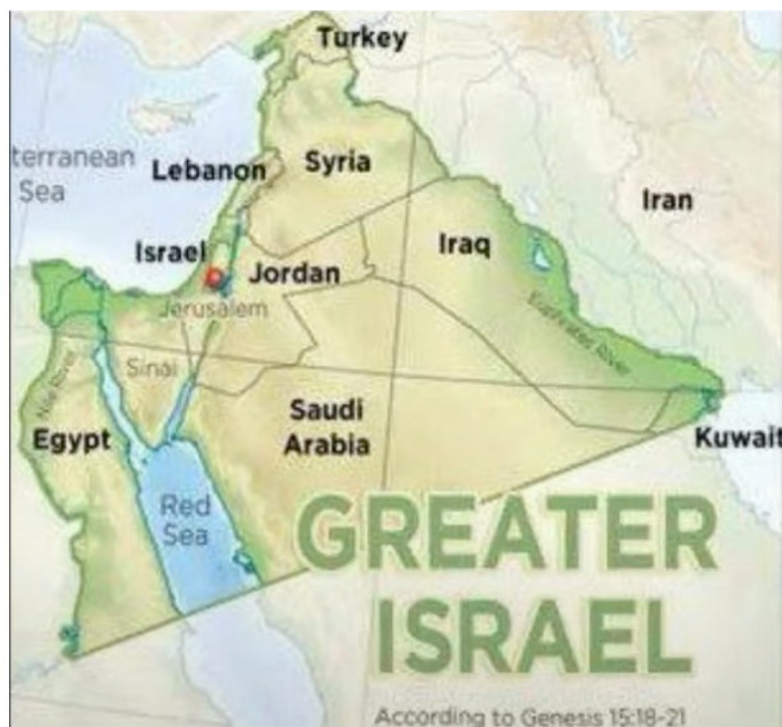 Turkey
terranean
Sea
Lebanon
Syria
Iran
Israel
Jordan
Iraq
Jerusalem
Euphrates River
Sinai
Nile River
Saudi
Arabia
Egypt
Kuwait
Red
Sea
GREATER
ISRAEL
According to Genesis 15:18-21